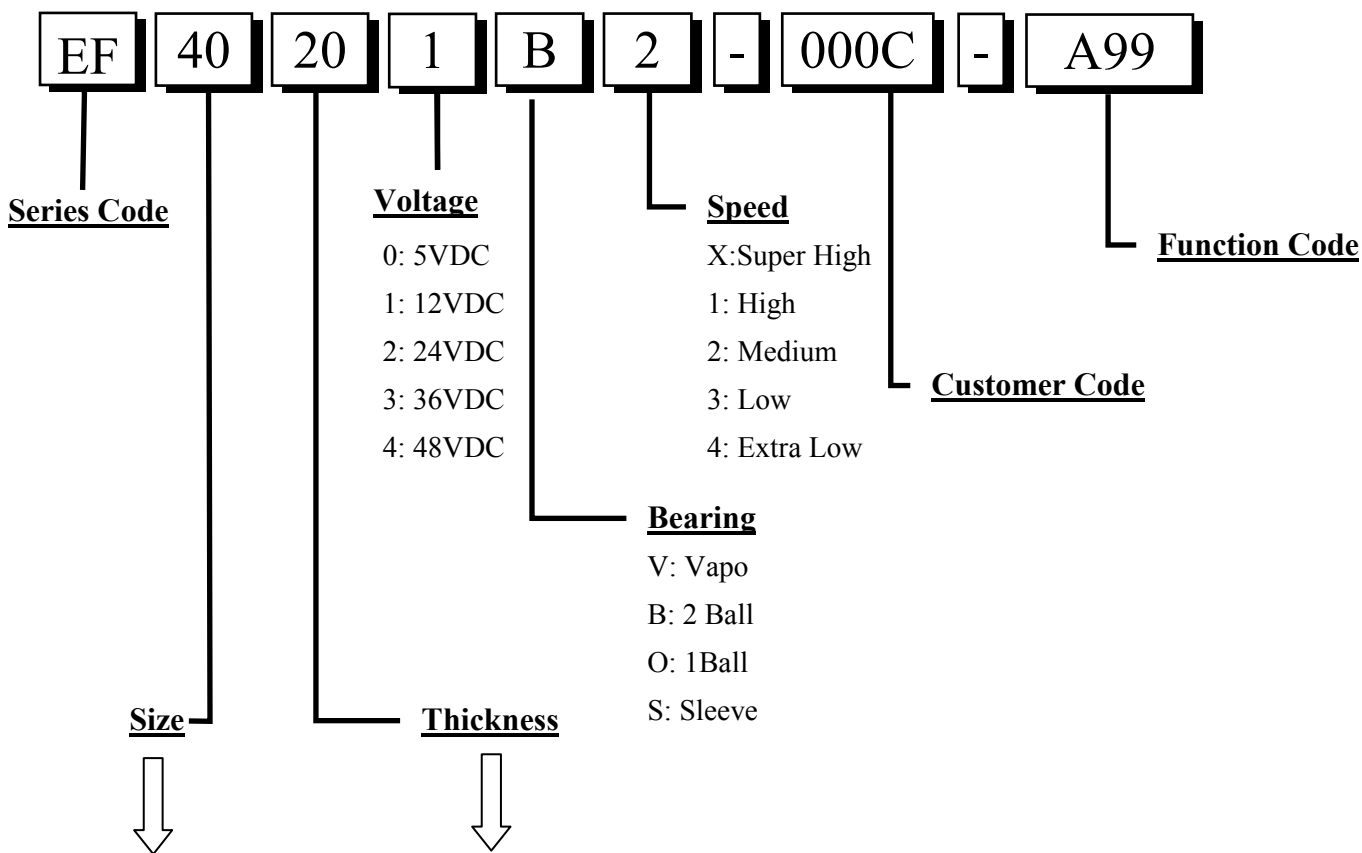 EF 40 20 1 B 2 - 000C - A99
Series Code
Voltage
0: 5VDC
1: 12VDC
2: 24VDC
3: 36VDC
4: 48VDC
Speed
X:Super High
1: High
2: Medium
3: Low
4: Extra Low
Function Code
Customer Code
Bearing
V: Vapo
B: 2 Ball
O: 1Ball
S: Sleeve
Size
Thickness